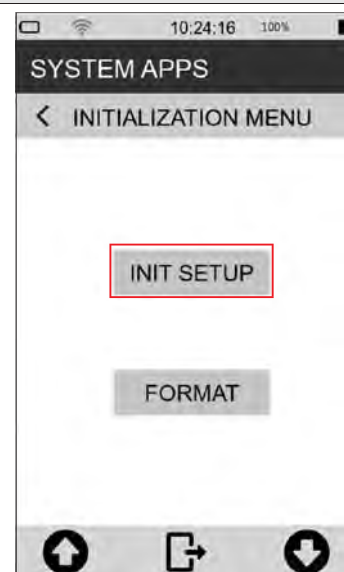 10:24:16 100%
SYSTEM APPS
INITIALIZATION MENU
INIT SETUP
FORMAT